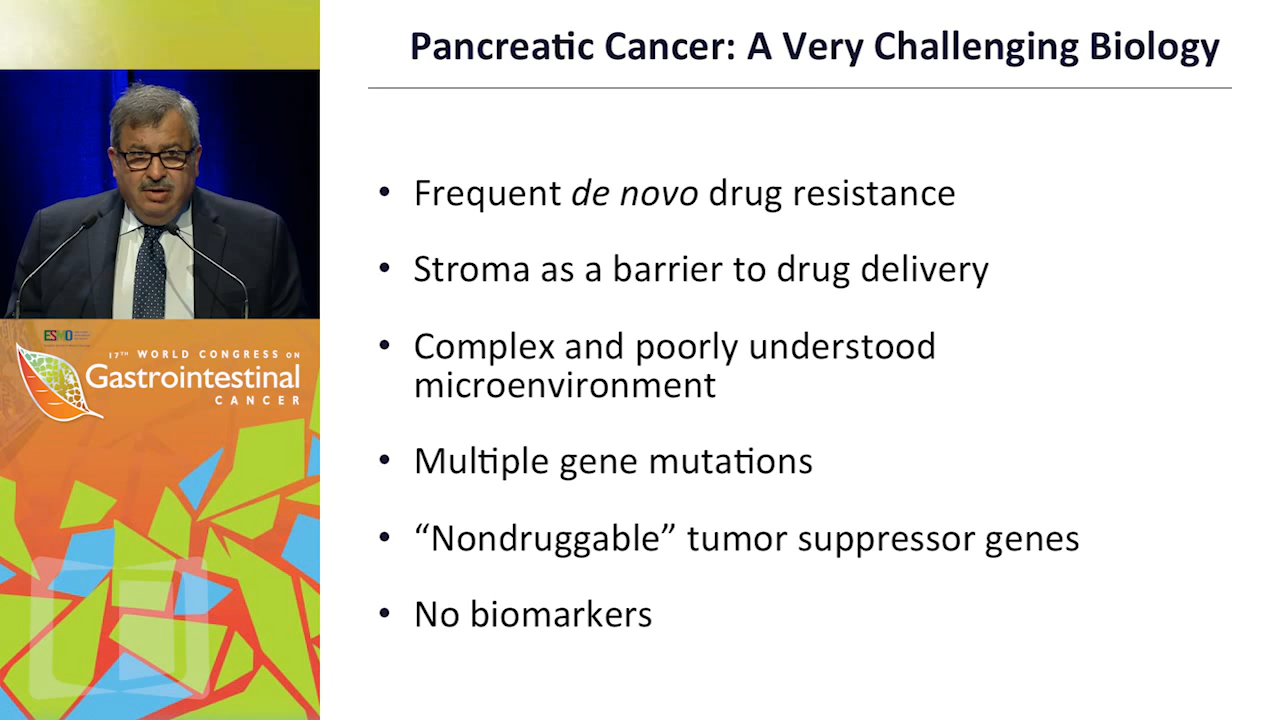 Pancreatic Cancer: A Very Challenging Biology
• Frequent de novo drug resistance
• Stroma as a barrier to drug delivery
• Complex and poorly understood
microenvironment
• Multiple gene mutations
• “Nondruggable” tumor suppressor genes
• No biomarkers
ESMO
17TH WORLD CONGRESS ON
Gastrointestinal
CANCER